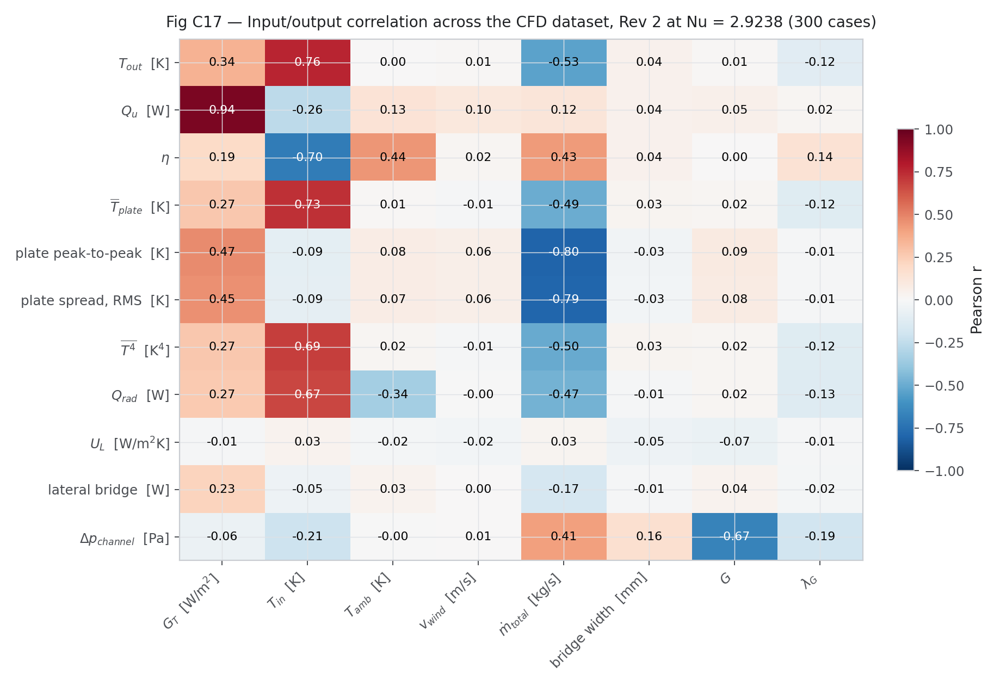 Fig C17 — Input/output correlation across the CFD dataset, Rev 2 at Nu = 2.9238 (300 cases)
T_out [K] 0.34 0.76 0.00 0.01 -0.53 0.04 0.01 -0.12
Q_u [W] 0.94 -0.26 0.13 0.10 0.12 0.04 0.05 0.02
η 0.19 -0.70 0.44 0.02 0.43 0.04 0.00 0.14
T̅_plate [K] 0.27 0.73 0.01 -0.01 -0.49 0.03 0.02 -0.12
plate peak-to-peak [K] 0.47 -0.09 0.08 0.06 -0.80 -0.03 0.09 -0.01
plate spread, RMS [K] 0.45 -0.09 0.07 0.06 -0.79 -0.03 0.08 -0.01
T̅⁴ [K⁴] 0.27 0.69 0.02 -0.01 -0.50 0.03 0.02 -0.12
Q_rad [W] 0.27 0.67 -0.34 -0.00 -0.47 -0.01 0.02 -0.13
U_L [W/m²K] -0.01 0.03 -0.02 -0.02 0.03 -0.05 -0.07 -0.01
lateral bridge [W] 0.23 -0.05 0.03 0.00 -0.17 -0.01 0.04 -0.02
Δp_channel [Pa] -0.06 -0.21 -0.00 0.01 0.41 0.16 -0.67 -0.19
G_T [W/m²]
T_in [K]
T_amb [K]
v_wind [m/s]
ṁ_total [kg/s]
bridge width [mm]
G
λ_G
1.00
0.75
0.50
0.25
0.00
−0.25
−0.50
−0.75
−1.00
Pearson r